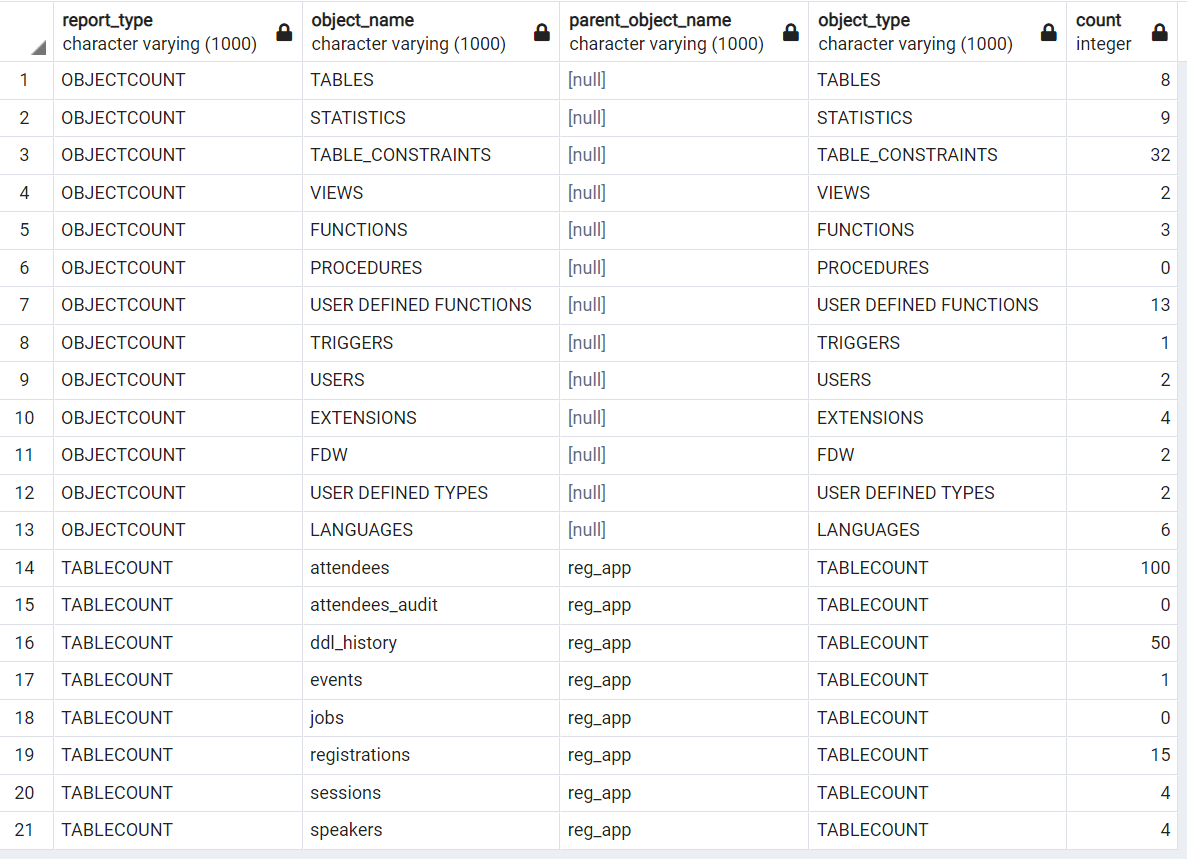 report_type object_name parent_object_name object_type count
character varying (1000) character varying (1000) character varying (1000) character varying (1000) integer
1 OBJECTCOUNT TABLES [null] TABLES 8
2 OBJECTCOUNT STATISTICS [null] STATISTICS 9
3 OBJECTCOUNT TABLE_CONSTRAINTS [null] TABLE_CONSTRAINTS 32
4 OBJECTCOUNT VIEWS [null] VIEWS 2
5 OBJECTCOUNT FUNCTIONS [null] FUNCTIONS 3
6 OBJECTCOUNT PROCEDURES [null] PROCEDURES 0
7 OBJECTCOUNT USER DEFINED FUNCTIONS [null] USER DEFINED FUNCTIONS 13
8 OBJECTCOUNT TRIGGERS [null] TRIGGERS 1
9 OBJECTCOUNT USERS [null] USERS 2
10 OBJECTCOUNT EXTENSIONS [null] EXTENSIONS 4
11 OBJECTCOUNT FDW [null] FDW 2
12 OBJECTCOUNT USER DEFINED TYPES [null] USER DEFINED TYPES 2
13 OBJECTCOUNT LANGUAGES [null] LANGUAGES 6
14 TABLECOUNT attendees reg_app TABLECOUNT 100
15 TABLECOUNT attendees_audit reg_app TABLECOUNT 0
16 TABLECOUNT ddl_history reg_app TABLECOUNT 50
17 TABLECOUNT events reg_app TABLECOUNT 1
18 TABLECOUNT jobs reg_app TABLECOUNT 0
19 TABLECOUNT registrations reg_app TABLECOUNT 15
20 TABLECOUNT sessions reg_app TABLECOUNT 4
21 TABLECOUNT speakers reg_app TABLECOUNT 4